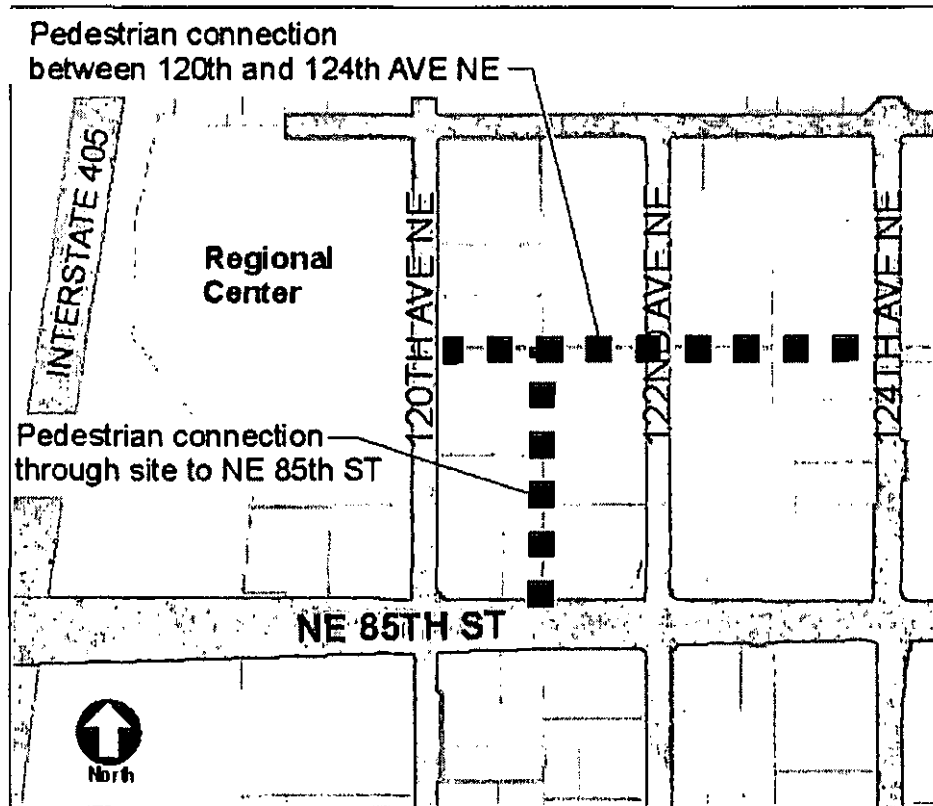 Pedestrian connection
between 120th and 124th AVE NE
INTERSTATE 405
Regional
Center
120TH AVE NE
122ND AVE NE
124TH AVE NE
Pedestrian connection
through site to NE 85th ST
NE 85TH ST
North